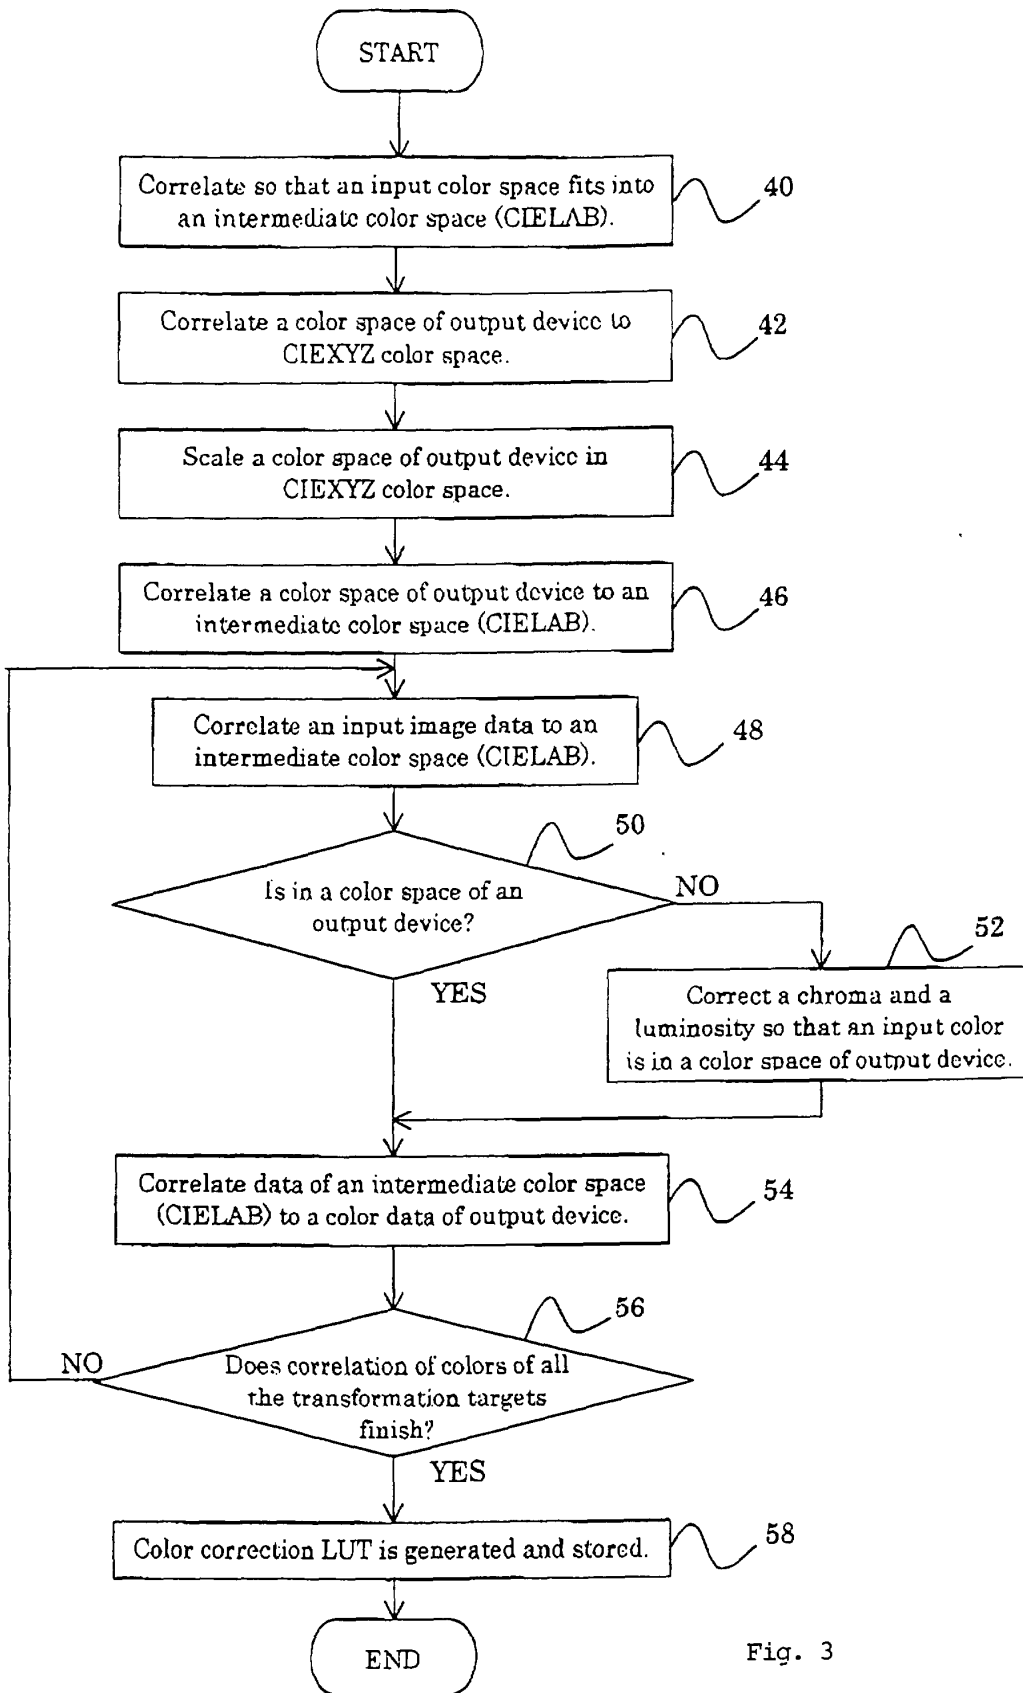 START
Correlate so that an input color space fits into
an intermediate color space (CIELAB).
40
Correlate a color space of output device to
CIEXYZ color space.
42
Scale a color space of output device in
CIEXYZ color space.
44
Correlate a color space of output device to an
intermediate color space (CIELAB).
46
Correlate an input image data to an
intermediate color space (CIELAB).
48
50
Is in a color space of an
output device?
NO
YES
52
Correct a chroma and a
luminosity so that an input color
is in a color space of output device.
Correlate data of an intermediate color space
(CIELAB) to a color data of output device.
54
56
NO
Does correlation of colors of all
the transformation targets
finish?
YES
Color correction LUT is generated and stored.
58
END
Fig. 3